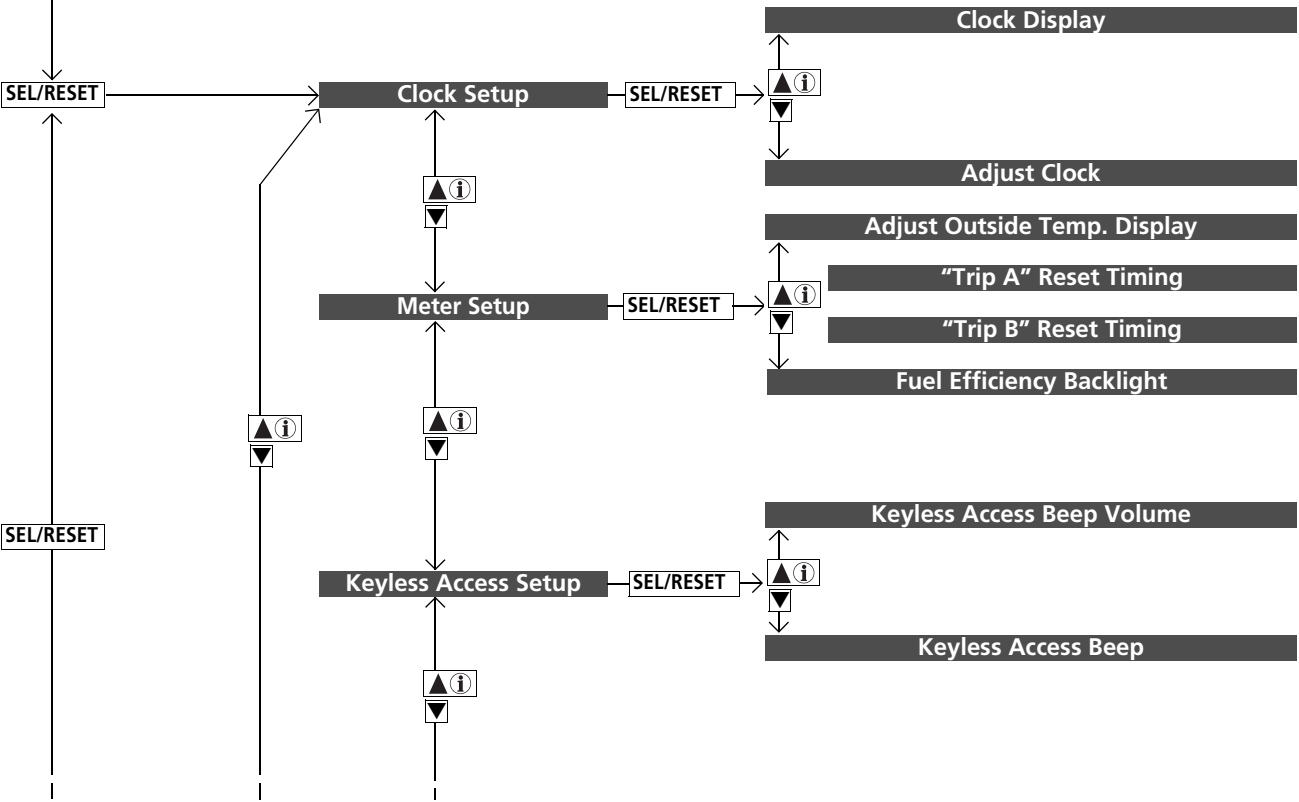 Clock Display
SEL/RESET
Clock Setup
SEL/RESET
▲ⓘ
▼
Adjust Clock
▲ⓘ
▼
Adjust Outside Temp. Display
“Trip A” Reset Timing
Meter Setup
SEL/RESET
▲ⓘ
▼
“Trip B” Reset Timing
Fuel Efficiency Backlight
▲ⓘ
▼
▲ⓘ
▼
Keyless Access Beep Volume
SEL/RESET
Keyless Access Setup
SEL/RESET
▲ⓘ
▼
Keyless Access Beep
▲ⓘ
▼